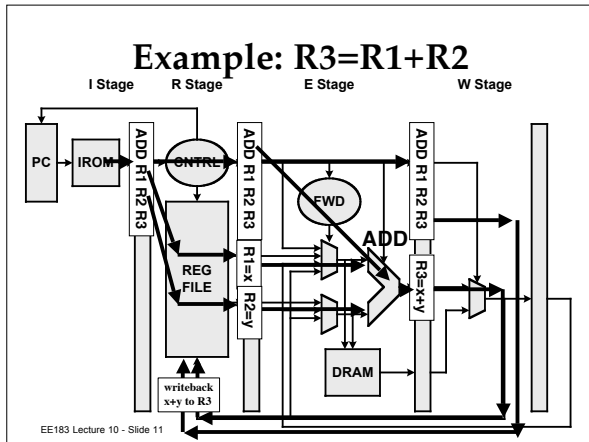 Example: R3=R1+R2
I Stage
R Stage
E Stage
W Stage
PC
IROM
ADD R1 R2 R3
CNTRL
ADD R1 R2 R3
ADD R1 R2 R3
FWD
ADD
REG
FILE
R1=x
R2=y
R3=x+y
DRAM
writeback
x+y to R3
EE183 Lecture 10 - Slide 11